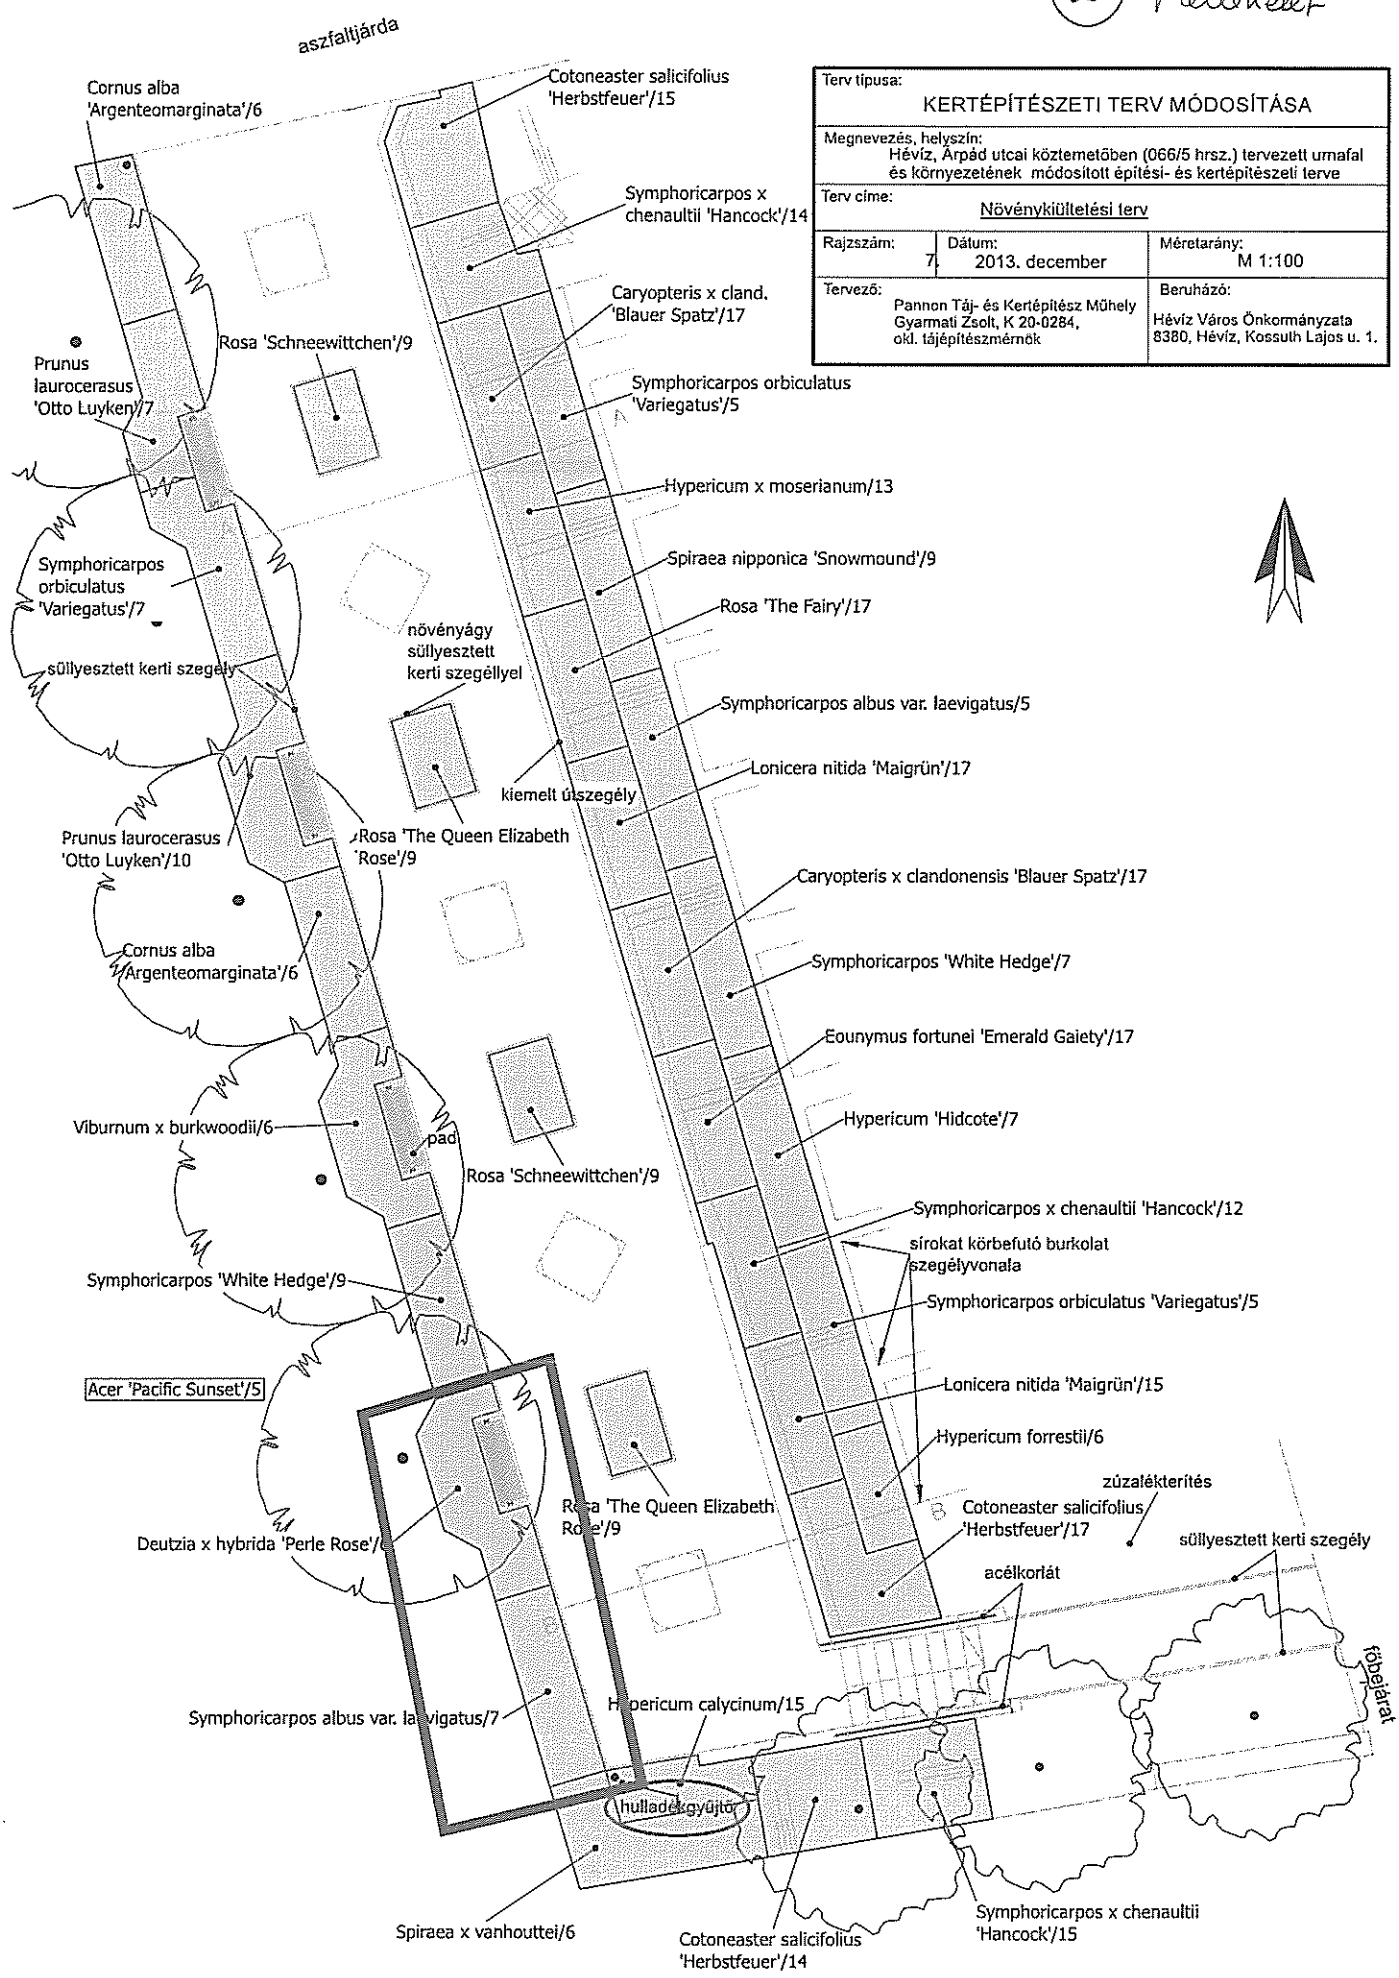 melléklet
aszfaltjárda
Terv típusa:
KERTÉPÍTÉSZETI TERV MÓDOSÍTÁSA
Megnevezés, helyszín:
Hévíz, Árpád utcai köztemetőben (066/5 hrsz.) tervezett urnafal
és környezetének módosított építési- és kertépítészeti terve
Terv címe:
Növénykiültetési terv
Rajzszám:
7.
Dátum:
2013. december
Méretarány:
M 1:100
Tervező:
Pannon Táj- és Kertépítész Műhely
Gyarmati Zsolt, K 20-0284,
okl. tájépítészmérnök
Beruházó:
Hévíz Város Önkormányzata
8380, Hévíz, Kossuth Lajos u. 1.
Cornus alba
'Argenteomarginata'/6
Cotoneaster salicifolius
'Herbstfeuer'/15
Symphoricarpos x
chenaultii 'Hancock'/14
Caryopteris x cland.
'Blauer Spatz'/17
Rosa 'Schneewittchen'/9
Prunus
laurocerasus
'Otto Luyken'/7
Symphoricarpos orbiculatus
'Variegatus'/5
A
Hypericum x moserianum/13
Spiraea nipponica 'Snowmound'/9
Symphoricarpos
orbiculatus
'Variegatus'/7
Rosa 'The Fairy'/17
növényágy
süllyesztett
kerti szegéllyel
süllyesztett kerti szegély
Symphoricarpos albus var. laevigatus/5
Lonicera nitida 'Maigrün'/17
kiemelt útszegély
Prunus laurocerasus
'Otto Luyken'/10
Rosa 'The Queen Elizabeth
Rose'/9
Caryopteris x clandonensis 'Blauer Spatz'/17
Cornus alba
'Argenteomarginata'/6
Symphoricarpos 'White Hedge'/7
Eounymus fortunei 'Emerald Gaiety'/17
Viburnum x burkwoodii/6
pad
Hypericum 'Hidcote'/7
Rosa 'Schneewittchen'/9
Symphoricarpos x chenaultii 'Hancock'/12
sírokat körbefutó burkolat
szegélyvonala
Symphoricarpos 'White Hedge'/9
Symphoricarpos orbiculatus 'Variegatus'/5
Acer 'Pacific Sunset'/5
Lonicera nitida 'Maigrün'/15
Hypericum forrestii/6
zúzalékterítés
Rosa 'The Queen Elizabeth
Rose'/9
B
Cotoneaster salicifolius
'Herbstfeuer'/17
süllyesztett kerti szegély
Deutzia x hybrida 'Perle Rose'/
acélkorlát
főbejárat
Symphoricarpos albus var. laevigatus/7
Hypericum calycinum/15
hulladékgyűjtő
Spiraea x vanhouttei/6
Cotoneaster salicifolius
'Herbstfeuer'/14
Symphoricarpos x chenaultii
'Hancock'/15